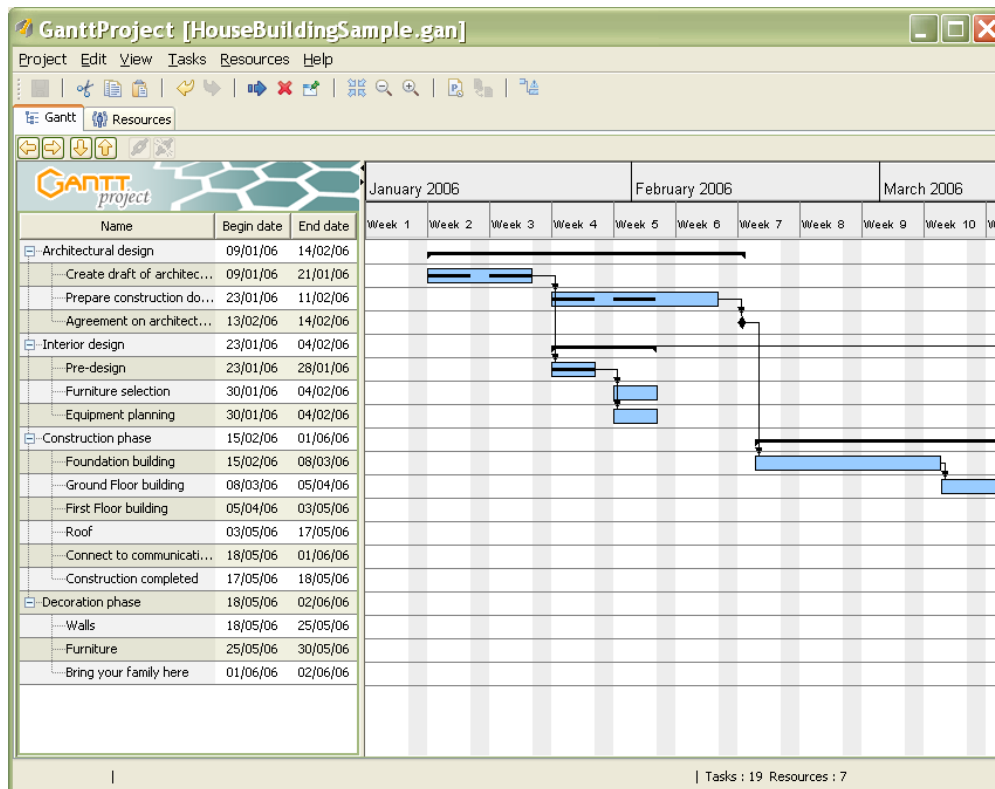 GanttProject [HouseBuildingSample.gan]
Project Edit View Tasks Resources Help
Gantt Resources
GANTT project
January 2006 February 2006 March 2006
Name Begin date End date Week 1 Week 2 Week 3 Week 4 Week 5 Week 6 Week 7 Week 8 Week 9 Week 10 W
Architectural design 09/01/06 14/02/06
Create draft of architec... 09/01/06 21/01/06
Prepare construction do... 23/01/06 11/02/06
Agreement on architect... 13/02/06 14/02/06
Interior design 23/01/06 04/02/06
Pre-design 23/01/06 28/01/06
Furniture selection 30/01/06 04/02/06
Equipment planning 30/01/06 04/02/06
Construction phase 15/02/06 01/06/06
Foundation building 15/02/06 08/03/06
Ground Floor building 08/03/06 05/04/06
First Floor building 05/04/06 03/05/06
Roof 03/05/06 17/05/06
Connect to communicati... 18/05/06 01/06/06
Construction completed 17/05/06 18/05/06
Decoration phase 18/05/06 02/06/06
Walls 18/05/06 25/05/06
Furniture 25/05/06 30/05/06
Bring your family here 01/06/06 02/06/06
Tasks : 19 Resources : 7